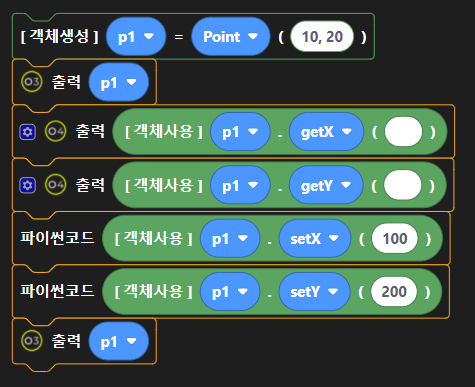 [ 객체생성 ] p1 = Point ( 10, 20 )
03 출력 p1
04 출력 [ 객체사용 ] p1 . getX ( )
04 출력 [ 객체사용 ] p1 . getY ( )
파이썬코드 [ 객체사용 ] p1 . setX ( 100 )
파이썬코드 [ 객체사용 ] p1 . setY ( 200 )
03 출력 p1